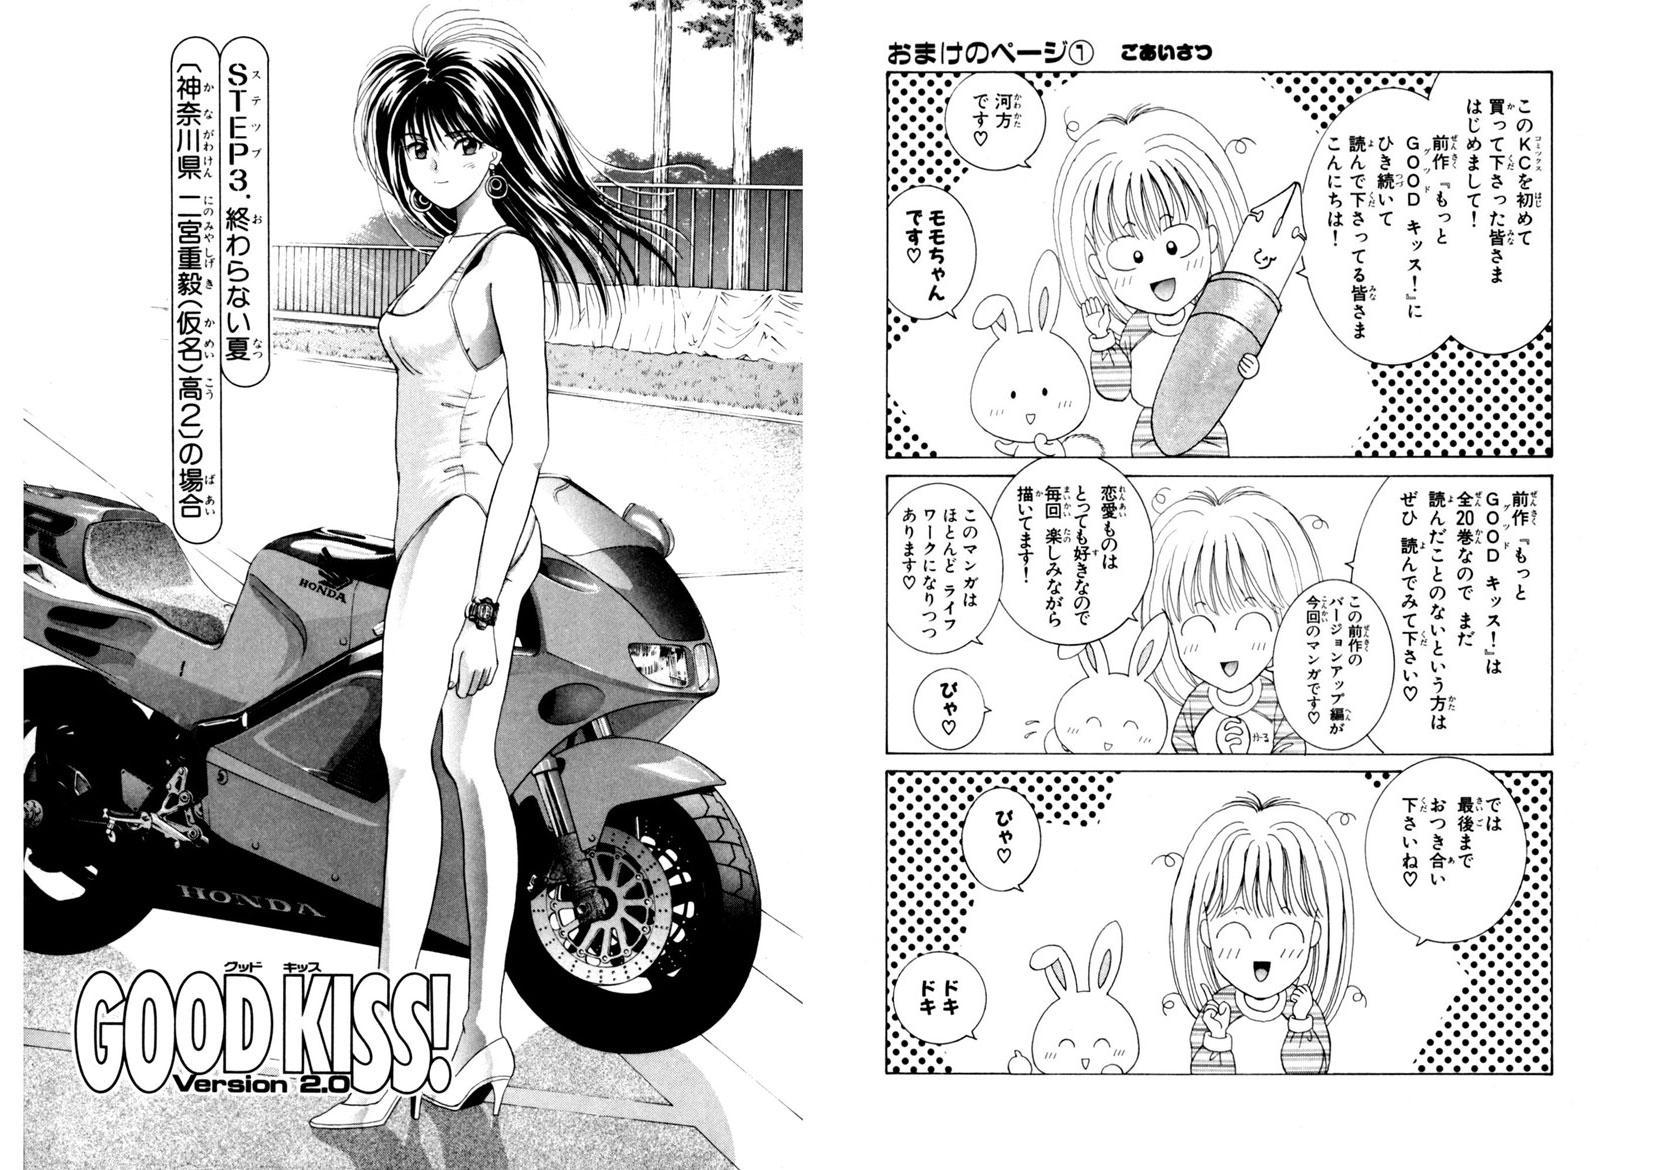 おまけのページ① ごあいさつ
このKCを初めて
買って下さった皆さま
はじめまして!
前作『もっと
GOOD キッス!』に
ひき続いて
読んで下さってる皆さま
こんにちは!
河方
です♡
モモちゃん
です♡
前作『もっと
GOOD キッス!』は
全20巻なので まだ
読んだことのないという方は
ぜひ 読んでみて下さい♡
この前作の
バージョンアップ編が
今回のマンガです♡
恋愛ものは
とっても好きなので
毎回 楽しみながら
描いてます!
このマンガは
ほとんど ライフ
ワークになりつつ
あります♡
ぴゃ♡
では
最後まで
おつき合い
下さいね♡
ぴゃ♡
ドキ
ドキ
STEP3.終わらない夏
(神奈川県 二宮重毅(仮名)高2)の場合
HONDA
HONDA
グッド キッス
GOOD KISS!
Version 2.0